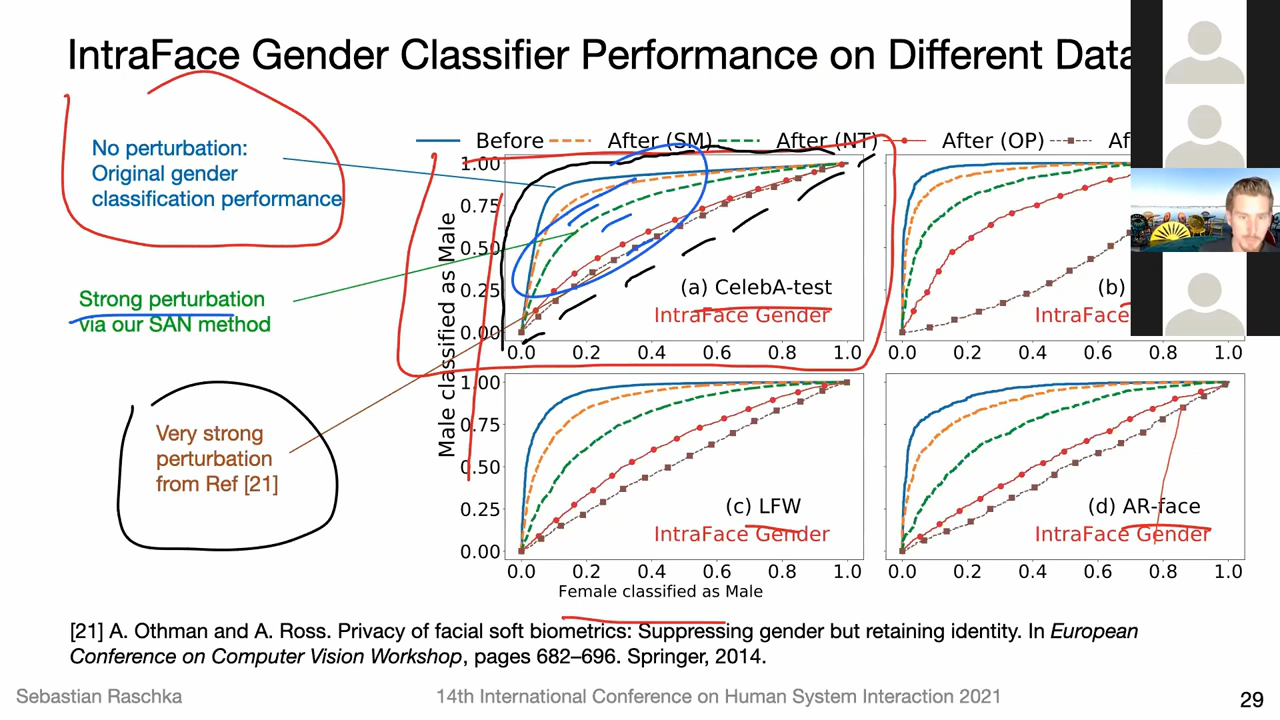 IntraFace Gender Classifier Performance on Different Data
No perturbation:
Original gender
classification performance
Strong perturbation
via our SAN method
Very strong
perturbation
from Ref [21]
Before After (SM) After (NT) After (OP)
Male classified as Male
1.00
0.75
0.50
0.25
0.00
(a) CelebA-test
IntraFace Gender
0.0 0.2 0.4 0.6 0.8 1.0
(b)
IntraFace
0.0 0.2 0.4 0.6 0.8 1.0
1.00
0.75
0.50
0.25
0.00
(c) LFW
IntraFace Gender
0.0 0.2 0.4 0.6 0.8 1.0
(d) AR-face
IntraFace Gender
0.0 0.2 0.4 0.6 0.8 1.0
Female classified as Male
[21] A. Othman and A. Ross. Privacy of facial soft biometrics: Suppressing gender but retaining identity. In European
Conference on Computer Vision Workshop, pages 682–696. Springer, 2014.
Sebastian Raschka 14th International Conference on Human System Interaction 2021 29